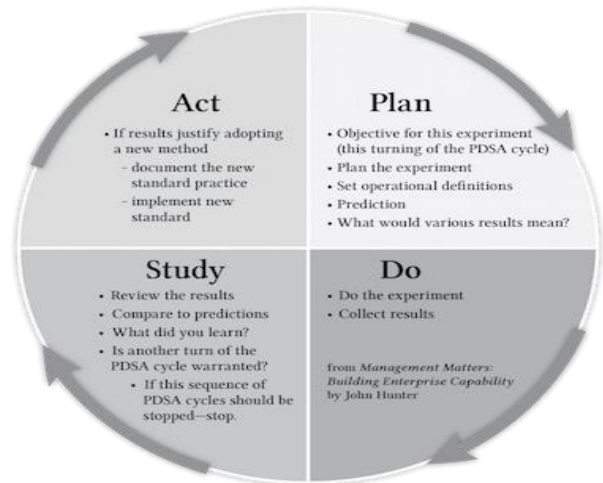 Act
• If results justify adopting
a new method
- document the new
standard practice
- implement new
standard
Plan
• Objective for this experiment
(this turning of the PDSA cycle)
• Plan the experiment
• Set operational definitions
• Prediction
• What would various results mean?
Study
• Review the results
• Compare to predictions
• What did you learn?
• Is another turn of the
PDSA cycle warranted?
• If this sequence of
PDSA cycles should be
stopped—stop.
Do
• Do the experiment
• Collect results
from Management Matters:
Building Enterprise Capability
by John Hunter